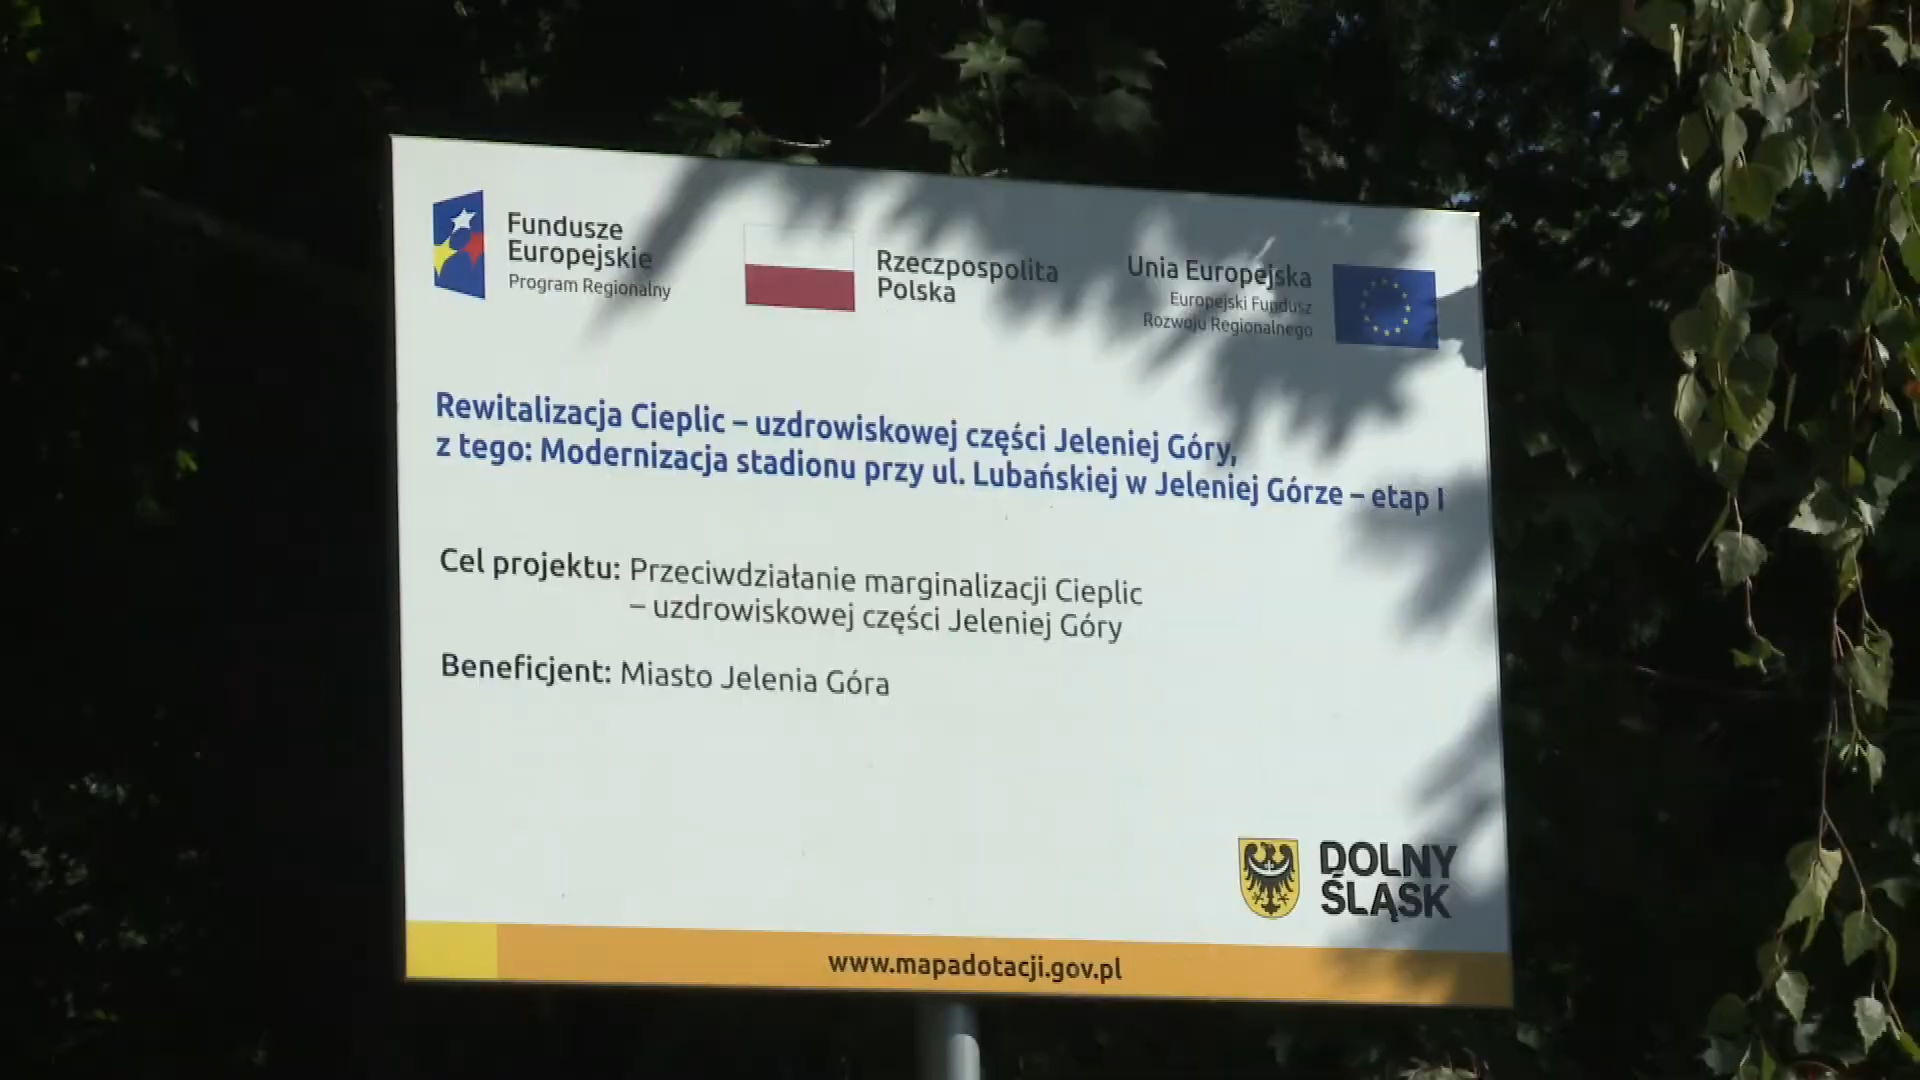 Fundusze
Europejskie
Program Regionalny
Rzeczpospolita
Polska
Unia Europejska
Europejski Fundusz
Rozwoju Regionalnego
Rewitalizacja Cieplic – uzdrowiskowej części Jeleniej Góry,
z tego: Modernizacja stadionu przy ul. Lubańskiej w Jeleniej Górze – etap I
Cel projektu: Przeciwdziałanie marginalizacji Cieplic
– uzdrowiskowej części Jeleniej Góry
Beneficjent: Miasto Jelenia Góra
DOLNY
ŚLĄSK
www.mapadotacji.gov.pl